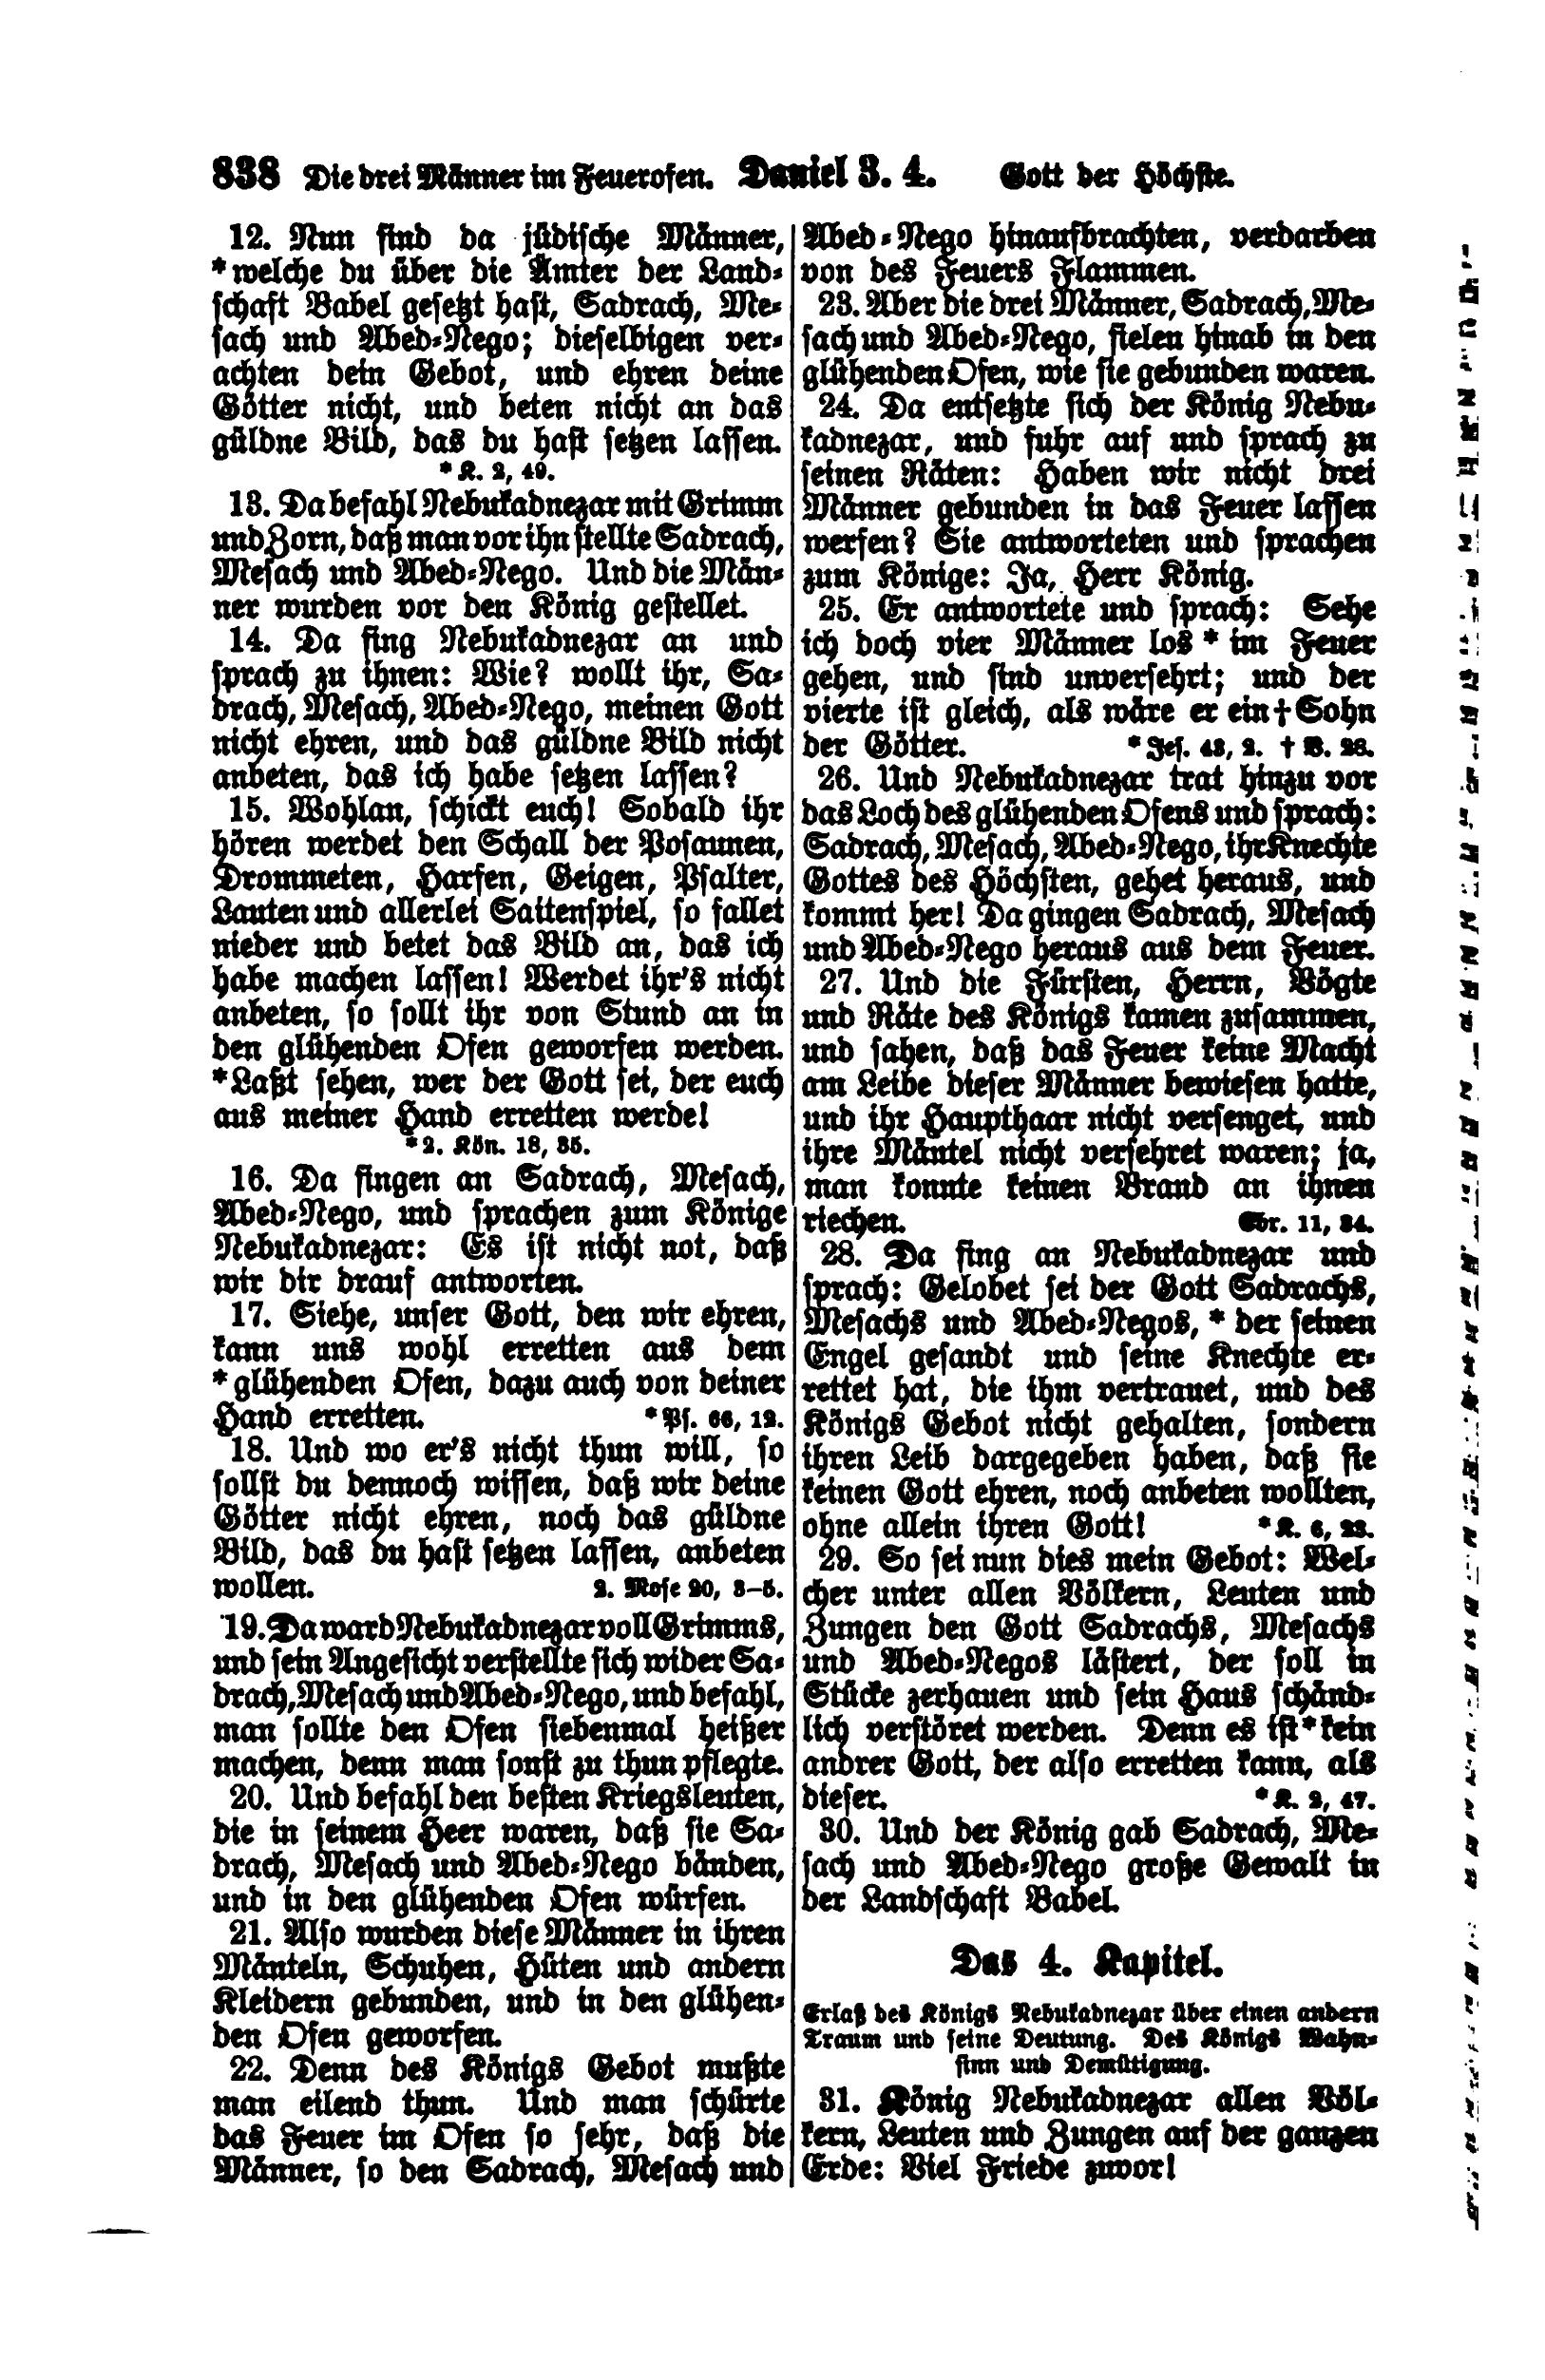 838 Die drei Männer im Feuerofen. Daniel 3. 4. Gott der Höchste.
12. Nun sind da jüdische Männer,
*welche du über die Ämter der Land-
schaft Babel gesetzt hast, Sadrach, Me-
sach und Abed-Nego; dieselbigen ver-
achten dein Gebot, und ehren deine
Götter nicht, und beten nicht an das
güldne Bild, das du hast setzen lassen.
*K. 2, 49.
13. Da befahl Nebukadnezar mit Grimm
und Zorn, daß man vor ihn stellte Sadrach,
Mesach und Abed-Nego. Und die Män-
ner wurden vor den König gestellet.
14. Da fing Nebukadnezar an und
sprach zu ihnen: Wie? wollt ihr, Sa-
drach, Mesach, Abed-Nego, meinen Gott
nicht ehren, und das güldne Bild nicht
anbeten, das ich habe setzen lassen?
15. Wohlan, schickt euch! Sobald ihr
hören werdet den Schall der Posaunen,
Drommeten, Harfen, Geigen, Psalter,
Lauten und allerlei Saitenspiel, so fallet
nieder und betet das Bild an, das ich
habe machen lassen! Werdet ihr's nicht
anbeten, so sollt ihr von Stund an in
den glühenden Ofen geworfen werden.
*Laßt sehen, wer der Gott sei, der euch
aus meiner Hand erretten werde!
*2. Kön. 18, 35.
16. Da fingen an Sadrach, Mesach,
Abed-Nego, und sprachen zum Könige
Nebukadnezar: Es ist nicht not, daß
wir dir drauf antworten.
17. Siehe, unser Gott, den wir ehren,
kann uns wohl erretten aus dem
*glühenden Ofen, dazu auch von deiner
Hand erretten. *Ps. 66, 12.
18. Und wo er's nicht thun will, so
sollst du dennoch wissen, daß wir deine
Götter nicht ehren, noch das güldne
Bild, das du hast setzen lassen, anbeten
wollen. 2. Mose 20, 3-5.
19. Da ward Nebukadnezar voll Grimms,
und sein Angesicht verstellte sich wider Sa-
drach, Mesach und Abed-Nego, und befahl,
man sollte den Ofen siebenmal heißer
machen, denn man sonst zu thun pflegte.
20. Und befahl den besten Kriegsleuten,
die in seinem Heer waren, daß sie Sa-
drach, Mesach und Abed-Nego bänden,
und in den glühenden Ofen würfen.
21. Also wurden diese Männer in ihren
Mänteln, Schuhen, Hüten und andern
Kleidern gebunden, und in den glühen-
den Ofen geworfen.
22. Denn des Königs Gebot mußte
man eilend thun. Und man schürte
das Feuer im Ofen so sehr, daß die
Männer, so den Sadrach, Mesach und
Abed-Nego hinaufbrachten, verdarben
von des Feuers Flammen.
23. Aber die drei Männer, Sadrach, Me-
sach und Abed-Nego, fielen hinab in den
glühenden Ofen, wie sie gebunden waren.
24. Da entsetzte sich der König Nebu-
kadnezar, und fuhr auf und sprach zu
seinen Räten: Haben wir nicht drei
Männer gebunden in das Feuer lassen
werfen? Sie antworteten und sprachen
zum Könige: Ja, Herr König.
25. Er antwortete und sprach: Sehe
ich doch vier Männer los * im Feuer
gehen, und sind unversehrt; und der
vierte ist gleich, als wäre er ein † Sohn
der Götter. *Jes. 43, 2. † V. 28.
26. Und Nebukadnezar trat hinzu vor
das Loch des glühenden Ofens und sprach:
Sadrach, Mesach, Abed-Nego, ihr Knechte
Gottes des Höchsten, gehet heraus, und
kommt her! Da gingen Sadrach, Mesach
und Abed-Nego heraus aus dem Feuer.
27. Und die Fürsten, Herrn, Vögte
und Räte des Königs kamen zusammen,
und sahen, daß das Feuer keine Macht
am Leibe dieser Männer bewiesen hatte,
und ihr Haupthaar nicht versenget, und
ihre Mäntel nicht versehret waren; ja,
man konnte keinen Brand an ihnen
riechen. Ebr. 11, 34.
28. Da fing an Nebukadnezar und
sprach: Gelobet sei der Gott Sadrachs,
Mesachs und Abed-Negos, * der seinen
Engel gesandt und seine Knechte er-
rettet hat, die ihm vertrauet, und des
Königs Gebot nicht gehalten, sondern
ihren Leib dargegeben haben, daß sie
keinen Gott ehren, noch anbeten wollten,
ohne allein ihren Gott! *K. 6, 23.
29. So sei nun dies mein Gebot: Wel-
cher unter allen Völkern, Leuten und
Zungen den Gott Sadrachs, Mesachs
und Abed-Negos lästert, der soll in
Stücke zerhauen und sein Haus schänd-
lich verstöret werden. Denn es ist * kein
andrer Gott, der also erretten kann, als
dieser. *K. 2, 47.
30. Und der König gab Sadrach, Me-
sach und Abed-Nego große Gewalt in
der Landschaft Babel.
Das 4. Kapitel.
Erlaß des Königs Nebukadnezar über einen andern
Traum und seine Deutung. Des Königs Wahn-
sinn und Demütigung.
31. König Nebukadnezar allen Völ-
kern, Leuten und Zungen auf der ganzen
Erde: Viel Friede zuvor!